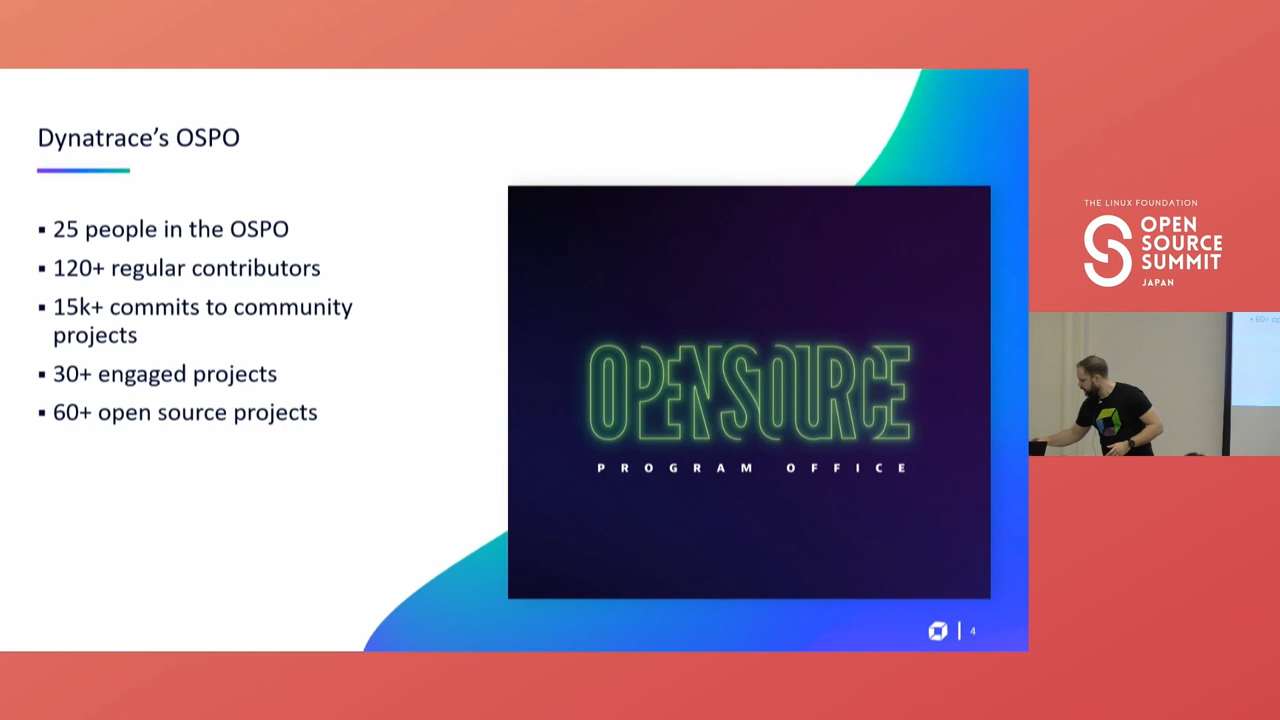 Dynatrace’s OSPO
▪ 25 people in the OSPO
▪ 120+ regular contributors
▪ 15k+ commits to community
projects
▪ 30+ engaged projects
▪ 60+ open source projects
OPENSOURCE
PROGRAM OFFICE
4
THE LINUX FOUNDATION
OPEN
SOURCE
SUMMIT
JAPAN